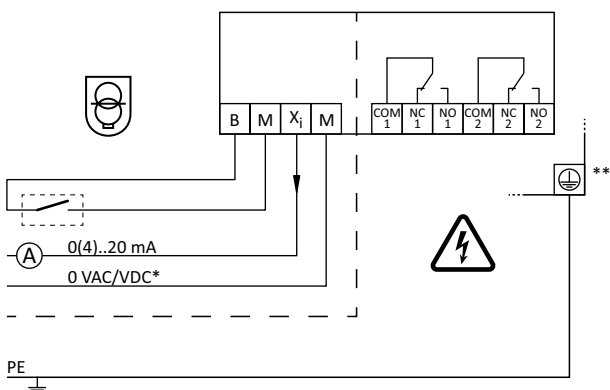 B M Xi M
COM 1 NC 1 NO 1 COM 2 NC 2 NO 2
**
0(4)..20 mA
A
0 VAC/VDC*
PE